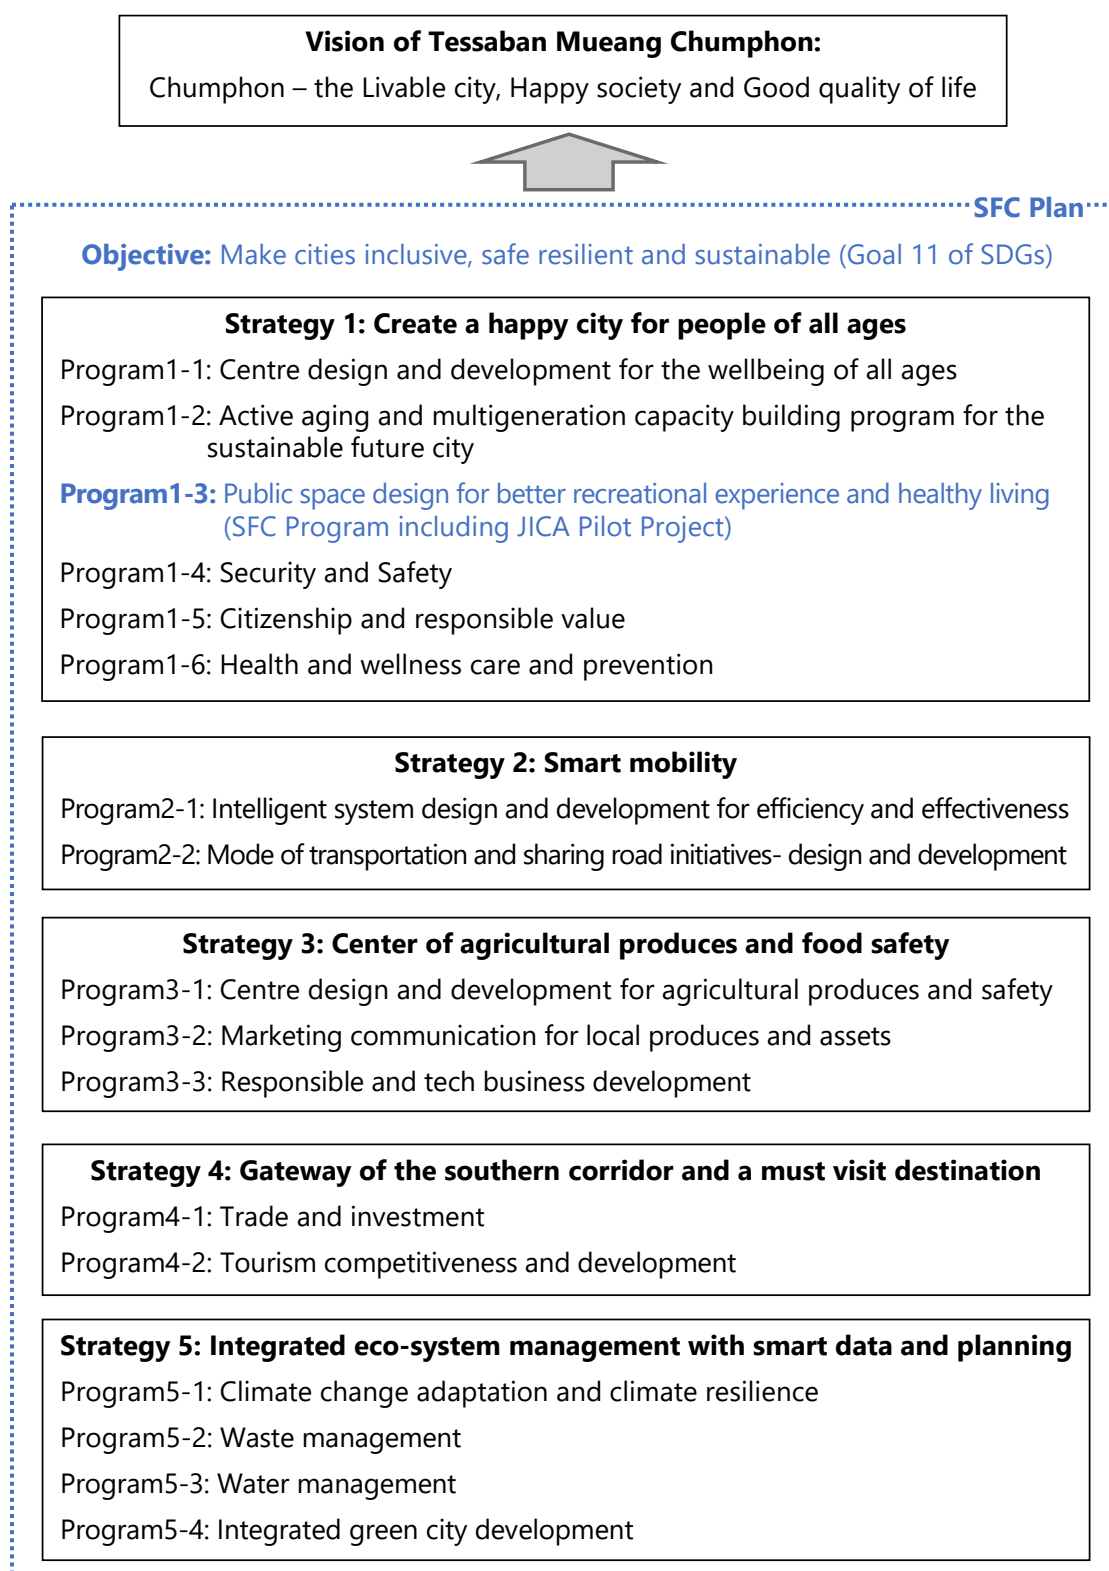 Vision of Tessaban Mueang Chumphon:
Chumphon – the Livable city, Happy society and Good quality of life
SFC Plan
Objective: Make cities inclusive, safe resilient and sustainable (Goal 11 of SDGs)
Strategy 1: Create a happy city for people of all ages
Program1-1: Centre design and development for the wellbeing of all ages
Program1-2: Active aging and multigeneration capacity building program for the
sustainable future city
Program1-3: Public space design for better recreational experience and healthy living
(SFC Program including JICA Pilot Project)
Program1-4: Security and Safety
Program1-5: Citizenship and responsible value
Program1-6: Health and wellness care and prevention
Strategy 2: Smart mobility
Program2-1: Intelligent system design and development for efficiency and effectiveness
Program2-2: Mode of transportation and sharing road initiatives- design and development
Strategy 3: Center of agricultural produces and food safety
Program3-1: Centre design and development for agricultural produces and safety
Program3-2: Marketing communication for local produces and assets
Program3-3: Responsible and tech business development
Strategy 4: Gateway of the southern corridor and a must visit destination
Program4-1: Trade and investment
Program4-2: Tourism competitiveness and development
Strategy 5: Integrated eco-system management with smart data and planning
Program5-1: Climate change adaptation and climate resilience
Program5-2: Waste management
Program5-3: Water management
Program5-4: Integrated green city development